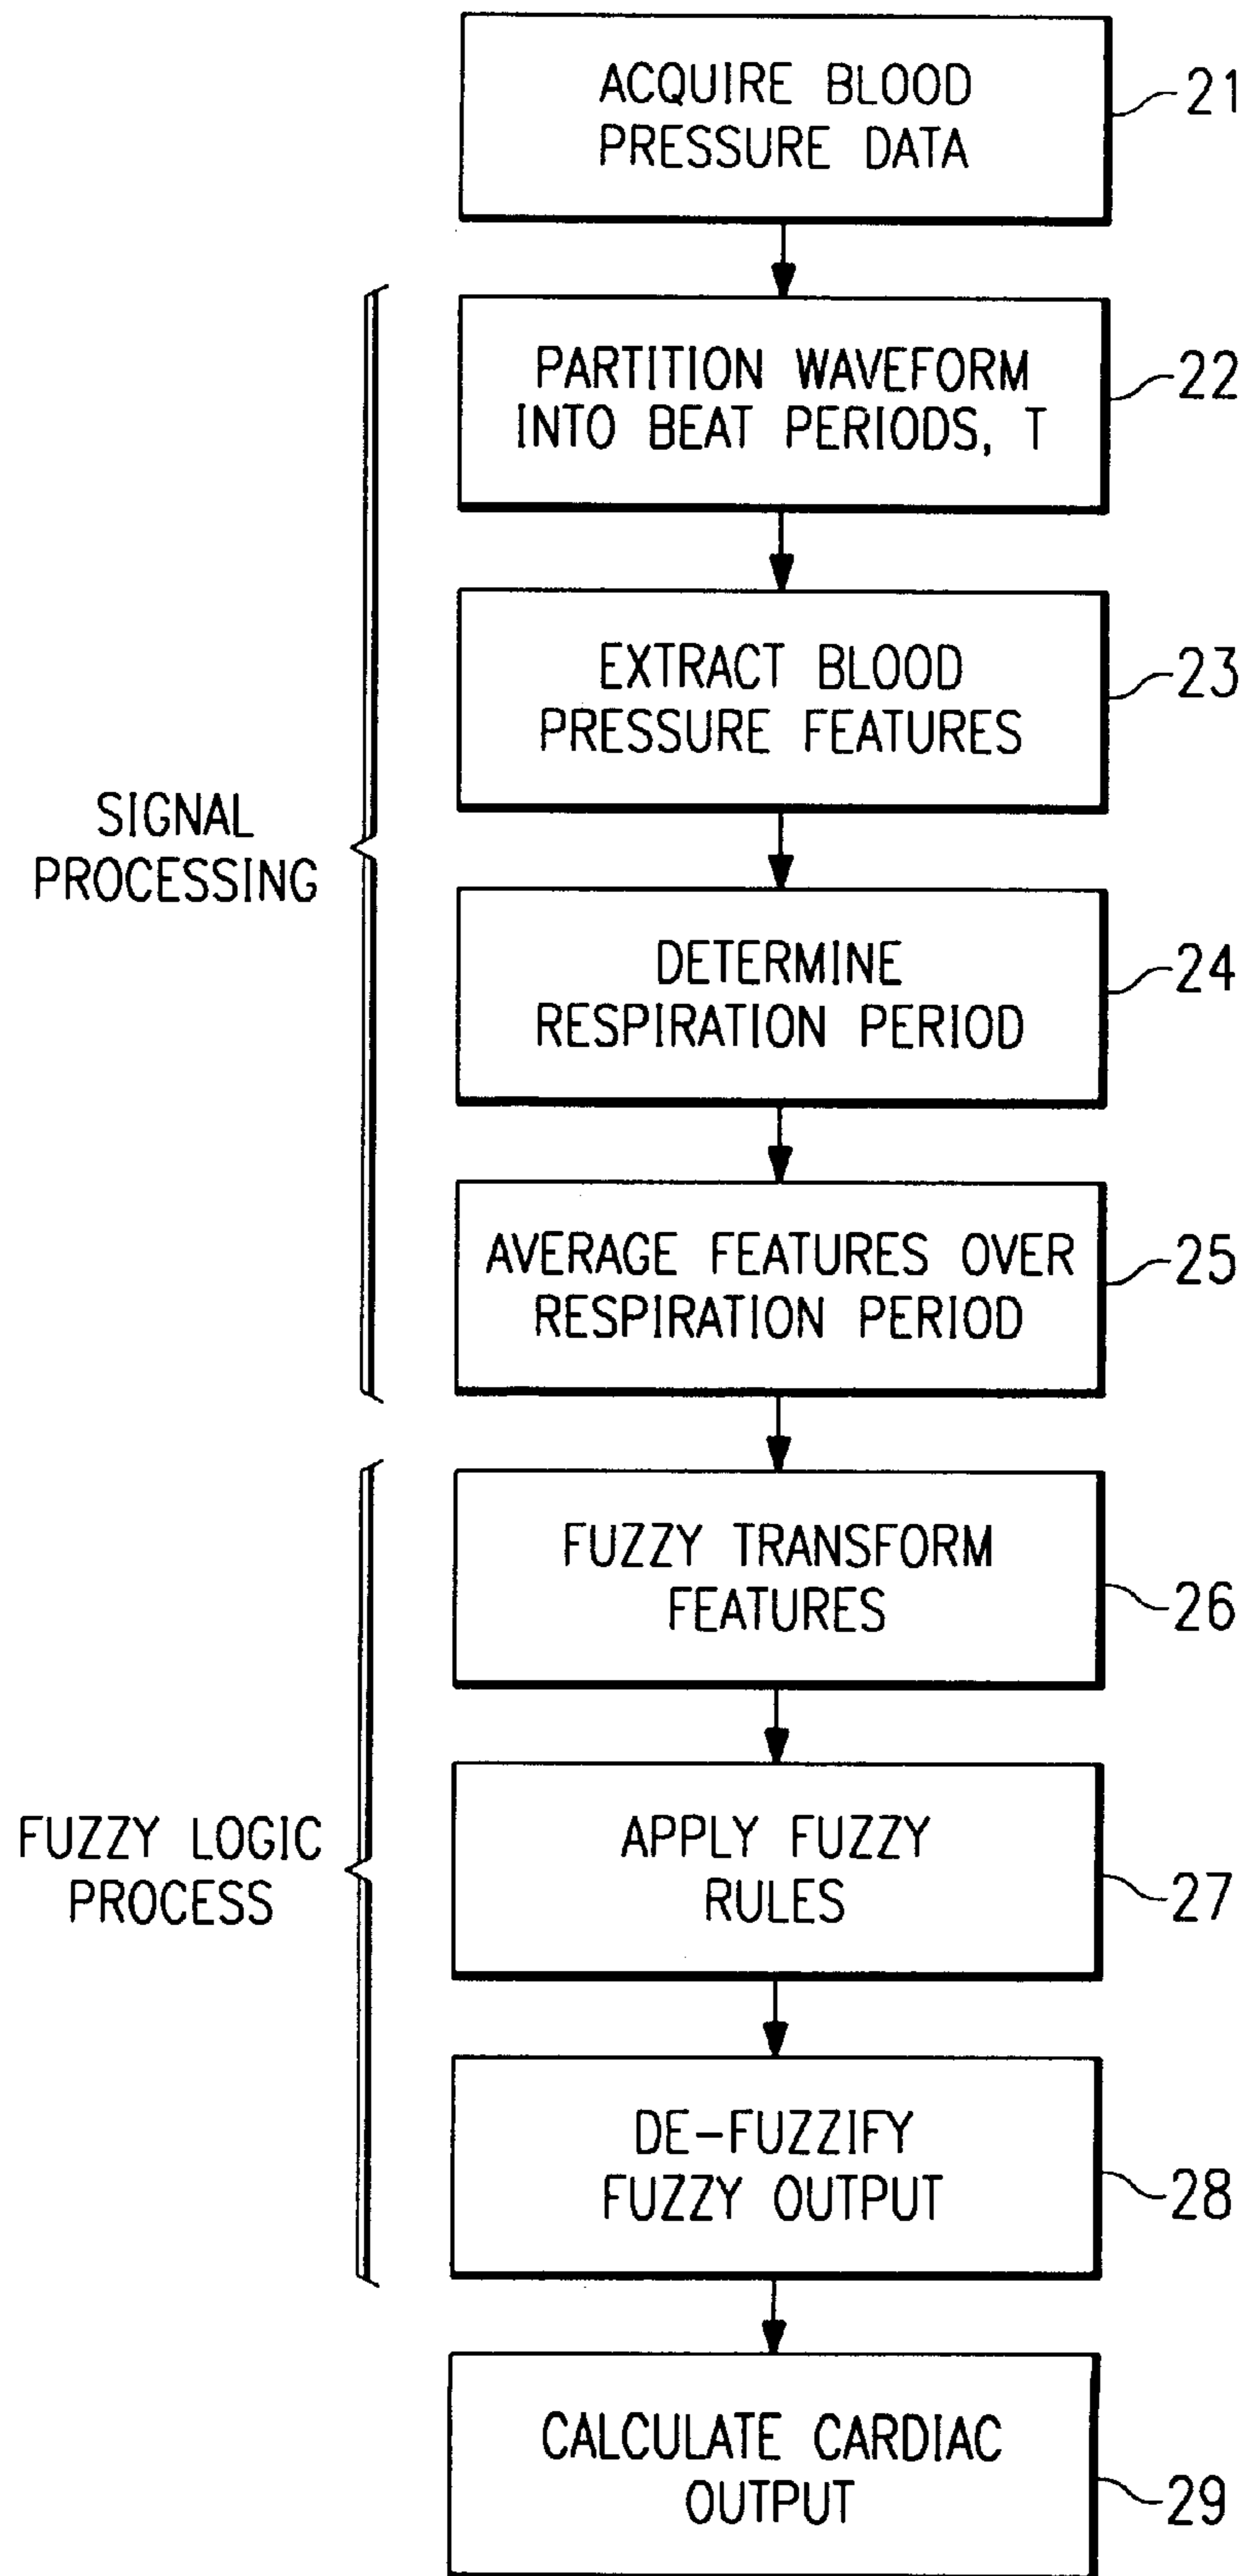 ACQUIRE BLOOD
PRESSURE DATA
21
PARTITION WAVEFORM
INTO BEAT PERIODS, T
22
EXTRACT BLOOD
PRESSURE FEATURES
23
SIGNAL
PROCESSING
DETERMINE
RESPIRATION PERIOD
24
AVERAGE FEATURES OVER
RESPIRATION PERIOD
25
FUZZY TRANSFORM
FEATURES
26
FUZZY LOGIC
PROCESS
APPLY FUZZY
RULES
27
DE-FUZZIFY
FUZZY OUTPUT
28
CALCULATE CARDIAC
OUTPUT
29